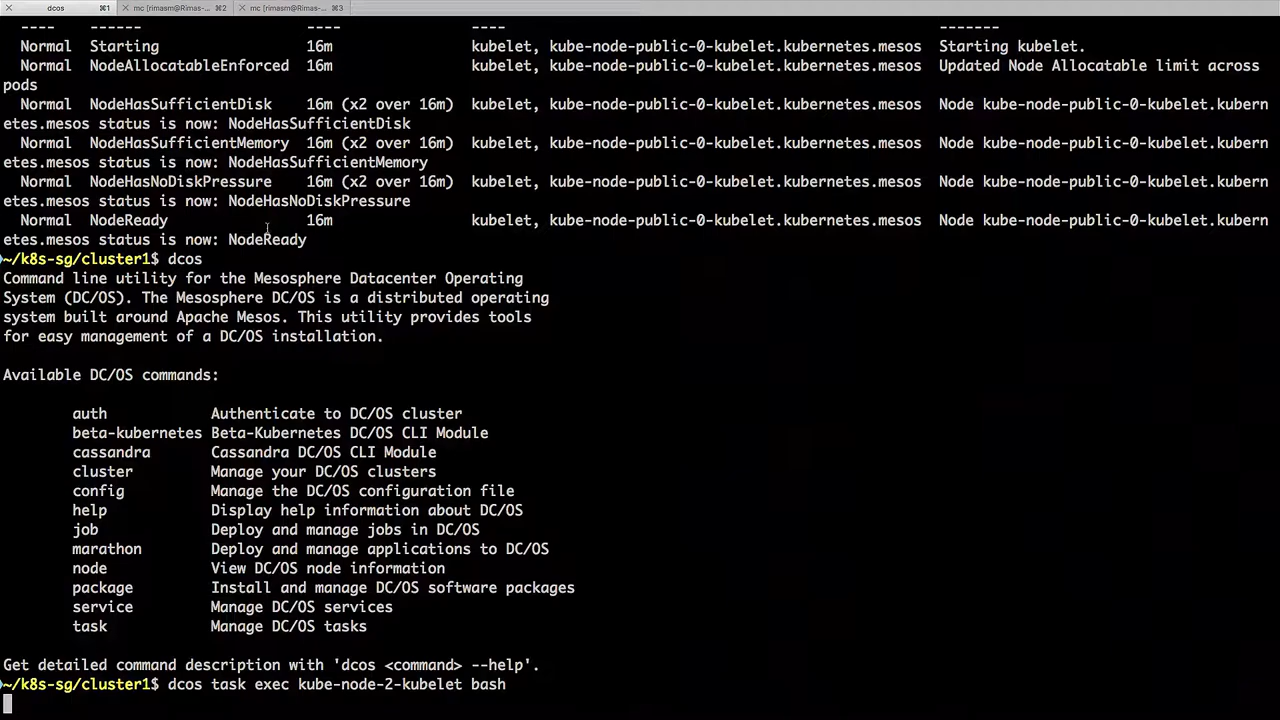 dcos ⌘1 mc [rimasm@Rimas-... ⌘2 mc [rimasm@Rimas-... ⌘3
---- ------ ---- ---- -------
Normal Starting 16m kubelet, kube-node-public-0-kubelet.kubernetes.mesos Starting kubelet.
Normal NodeAllocatableEnforced 16m kubelet, kube-node-public-0-kubelet.kubernetes.mesos Updated Node Allocatable limit across
pods
Normal NodeHasSufficientDisk 16m (x2 over 16m) kubelet, kube-node-public-0-kubelet.kubernetes.mesos Node kube-node-public-0-kubelet.kubern
etes.mesos status is now: NodeHasSufficientDisk
Normal NodeHasSufficientMemory 16m (x2 over 16m) kubelet, kube-node-public-0-kubelet.kubernetes.mesos Node kube-node-public-0-kubelet.kubern
etes.mesos status is now: NodeHasSufficientMemory
Normal NodeHasNoDiskPressure 16m (x2 over 16m) kubelet, kube-node-public-0-kubelet.kubernetes.mesos Node kube-node-public-0-kubelet.kubern
etes.mesos status is now: NodeHasNoDiskPressure
Normal NodeReady 16m kubelet, kube-node-public-0-kubelet.kubernetes.mesos Node kube-node-public-0-kubelet.kubern
etes.mesos status is now: NodeReady
~/k8s-sg/cluster1$ dcos
Command line utility for the Mesosphere Datacenter Operating
System (DC/OS). The Mesosphere DC/OS is a distributed operating
system built around Apache Mesos. This utility provides tools
for easy management of a DC/OS installation.
Available DC/OS commands:
auth Authenticate to DC/OS cluster
beta-kubernetes Beta-Kubernetes DC/OS CLI Module
cassandra Cassandra DC/OS CLI Module
cluster Manage your DC/OS clusters
config Manage the DC/OS configuration file
help Display help information about DC/OS
job Deploy and manage jobs in DC/OS
marathon Deploy and manage applications to DC/OS
node View DC/OS node information
package Install and manage DC/OS software packages
service Manage DC/OS services
task Manage DC/OS tasks
Get detailed command description with 'dcos <command> --help'.
~/k8s-sg/cluster1$ dcos task exec kube-node-2-kubelet bash